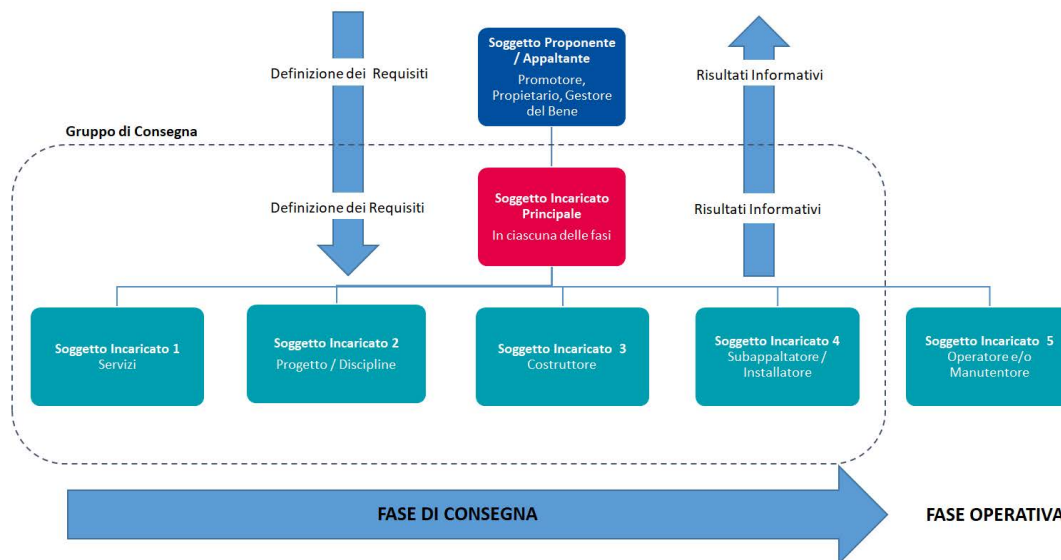 Soggetto Proponente
/ Appaltante
Promotore,
Propietario, Gestore
del Bene
Definizione dei Requisiti
Risultati Informativi
Gruppo di Consegna
Soggetto Incaricato
Principale
In ciascuna delle fasi
Definizione dei Requisiti
Risultati Informativi
Soggetto Incaricato 1
Servizi
Soggetto Incaricato 2
Progetto / Discipline
Soggetto Incaricato 3
Costruttore
Soggetto Incaricato 4
Subappaltatore /
Installatore
Soggetto Incaricato 5
Operatore e/o
Manutentore
FASE DI CONSEGNA
FASE OPERATIVA